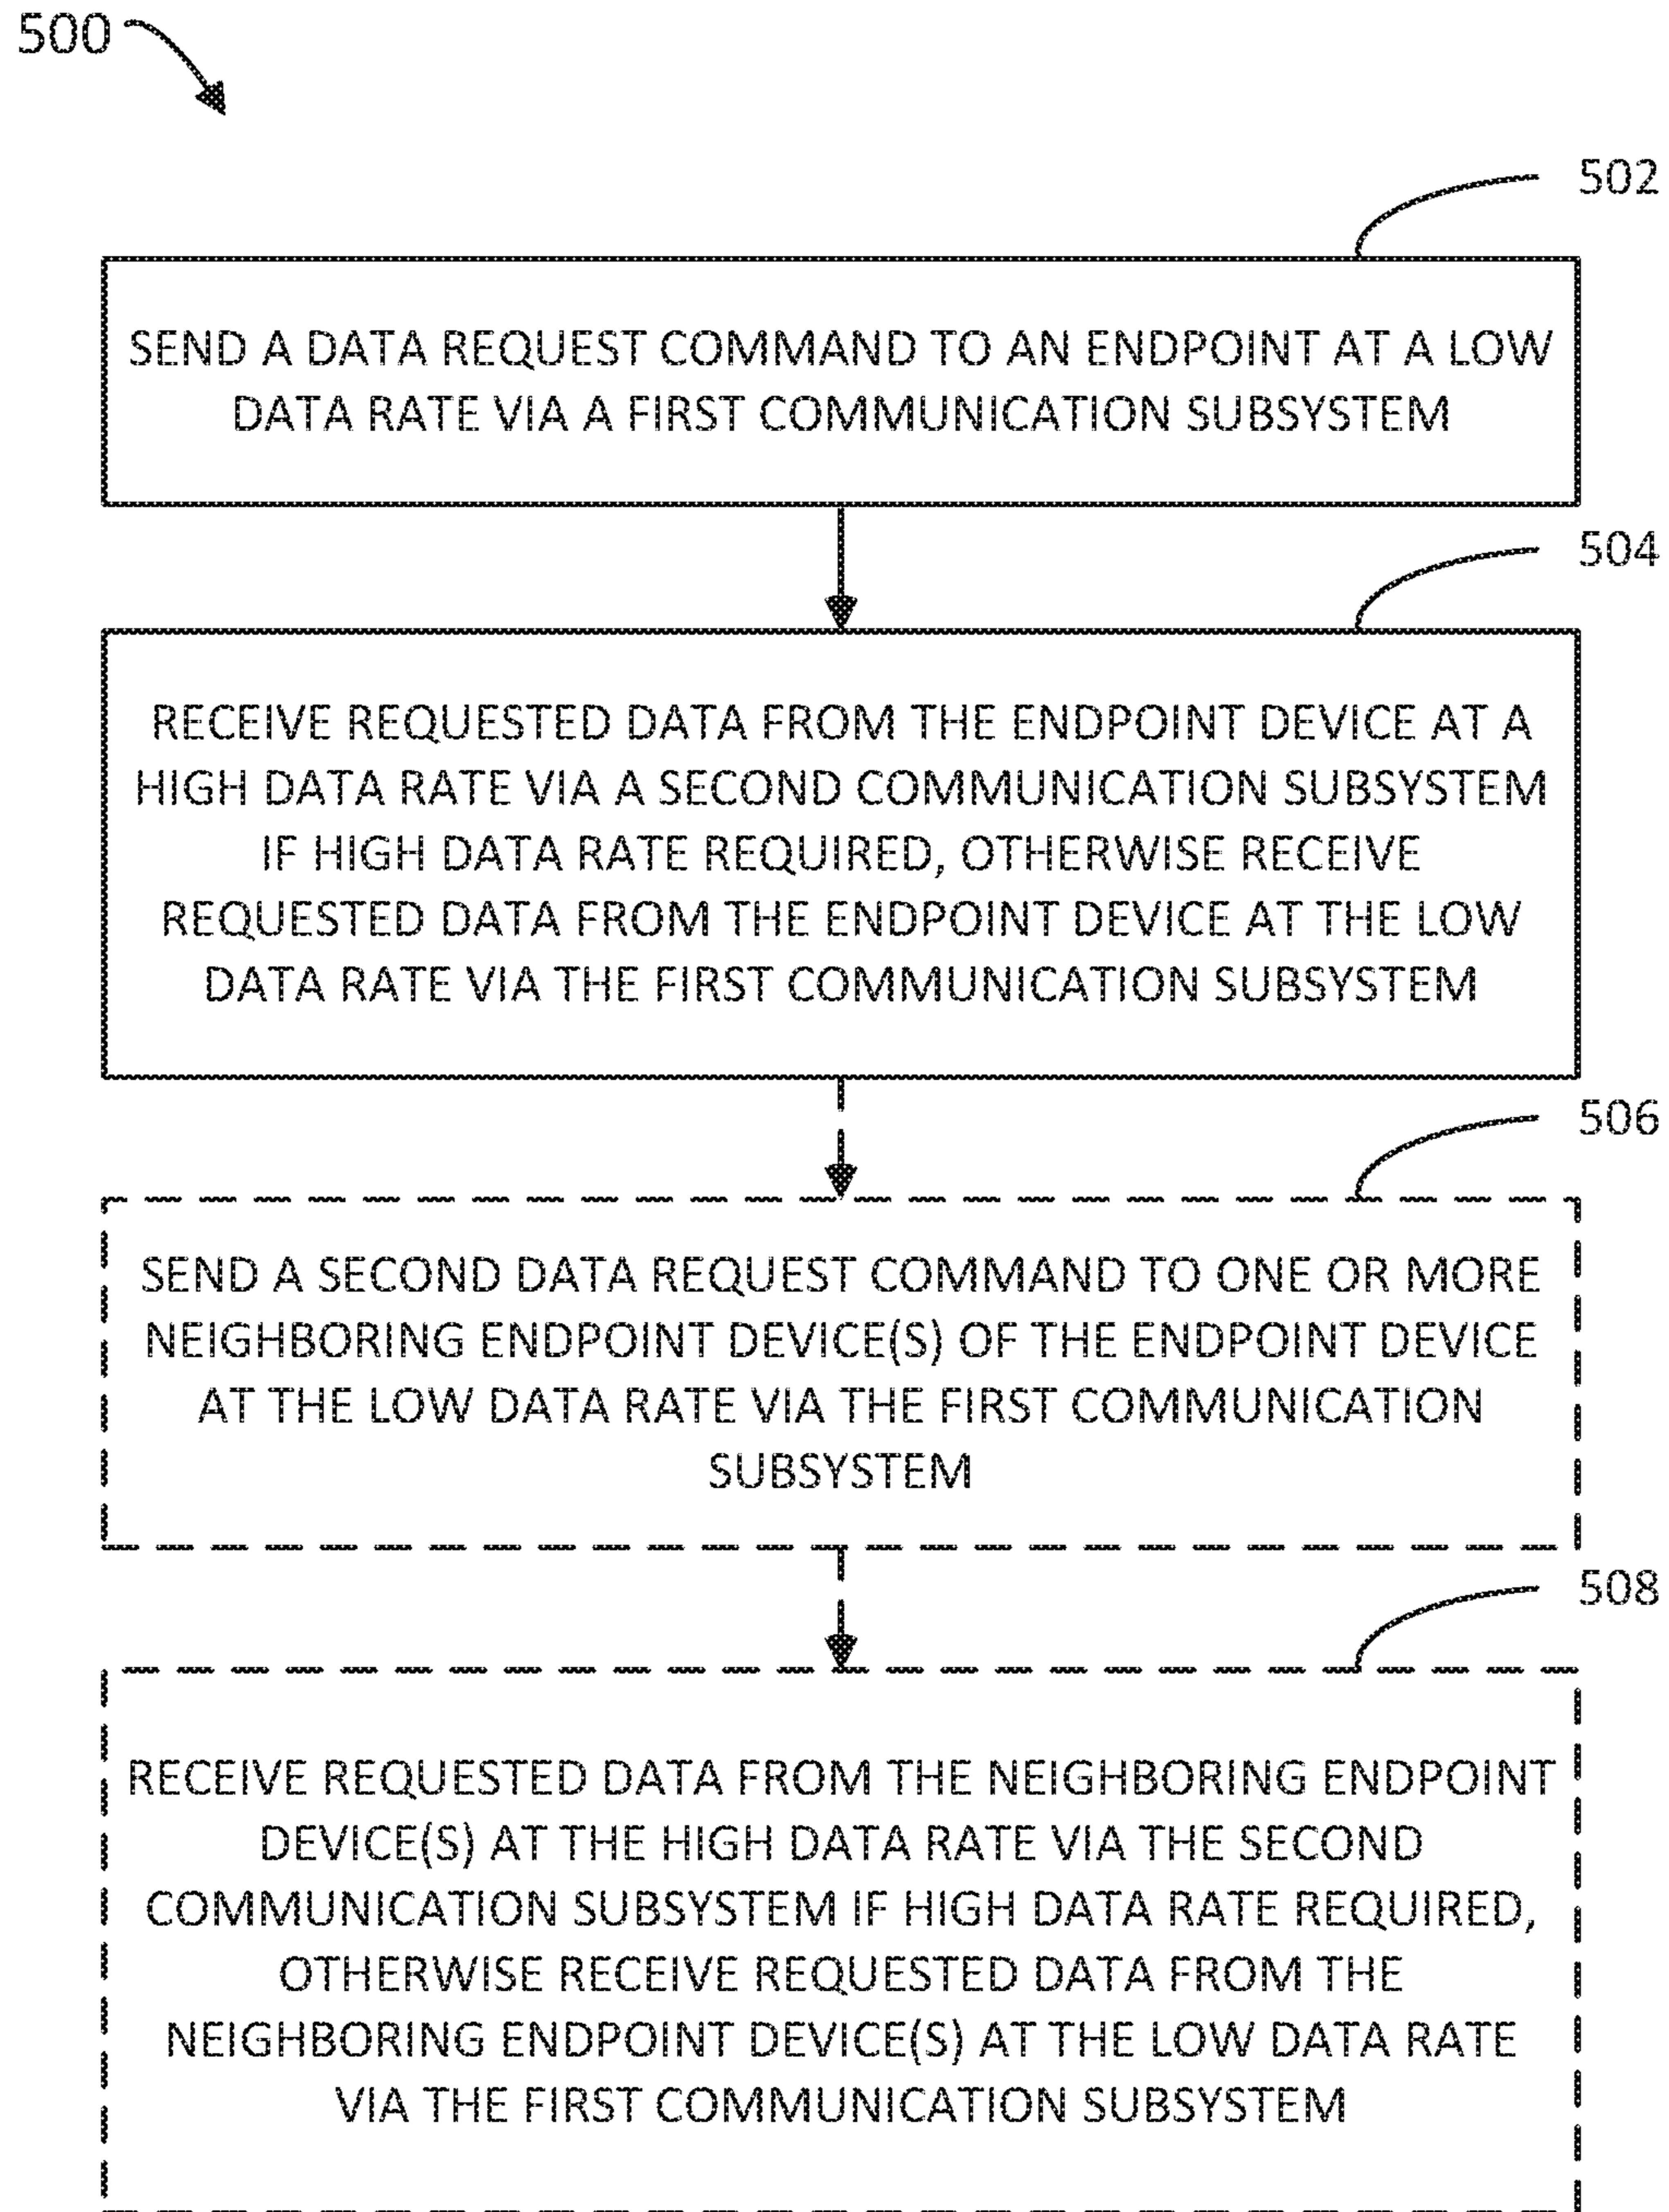 500
502
SEND A DATA REQUEST COMMAND TO AN ENDPOINT AT A LOW
DATA RATE VIA A FIRST COMMUNICATION SUBSYSTEM
504
RECEIVE REQUESTED DATA FROM THE ENDPOINT DEVICE AT A
HIGH DATA RATE VIA A SECOND COMMUNICATION SUBSYSTEM
IF HIGH DATA RATE REQUIRED, OTHERWISE RECEIVE
REQUESTED DATA FROM THE ENDPOINT DEVICE AT THE LOW
DATA RATE VIA THE FIRST COMMUNICATION SUBSYSTEM
506
SEND A SECOND DATA REQUEST COMMAND TO ONE OR MORE
NEIGHBORING ENDPOINT DEVICE(S) OF THE ENDPOINT DEVICE
AT THE LOW DATA RATE VIA THE FIRST COMMUNICATION
SUBSYSTEM
508
RECEIVE REQUESTED DATA FROM THE NEIGHBORING ENDPOINT
DEVICE(S) AT THE HIGH DATA RATE VIA THE SECOND
COMMUNICATION SUBSYSTEM IF HIGH DATA RATE REQUIRED,
OTHERWISE RECEIVE REQUESTED DATA FROM THE
NEIGHBORING ENDPOINT DEVICE(S) AT THE LOW DATA RATE
VIA THE FIRST COMMUNICATION SUBSYSTEM